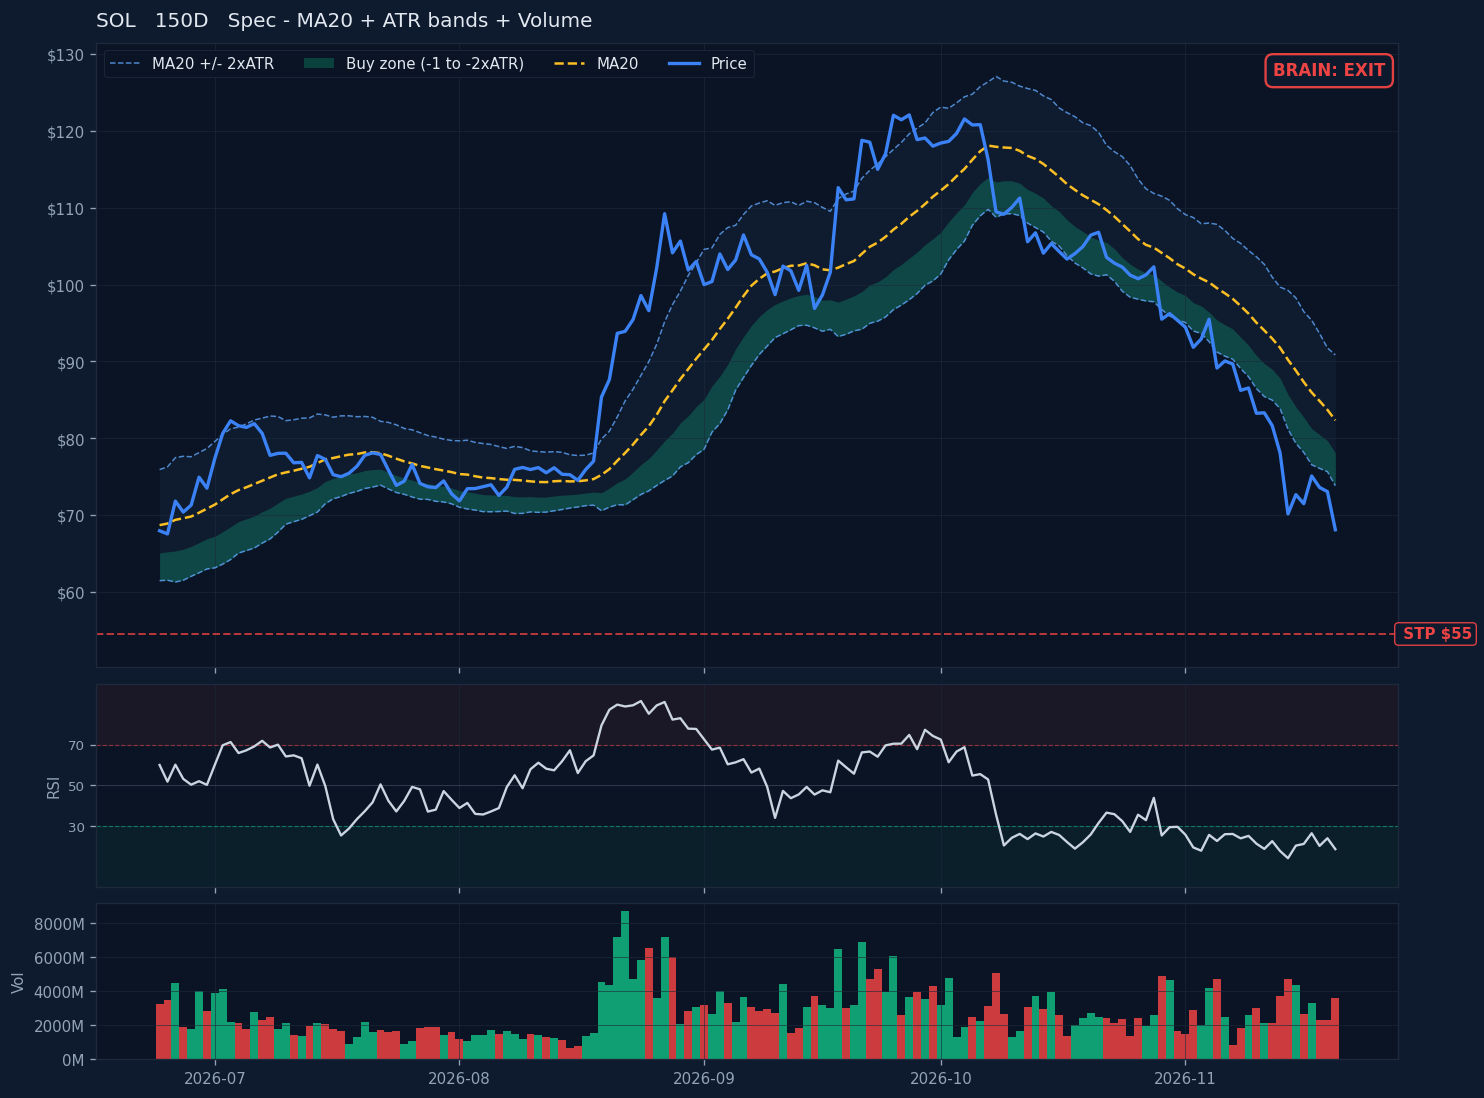 SOL   150D   Spec - MA20 + ATR bands + Volume
MA20 +/- 2xATR
Buy zone (-1 to -2xATR)
MA20
Price
BRAIN: EXIT
$130
$120
$110
$100
$90
$80
$70
$60
STP $55
RSI
70
50
30
Vol
8000M
6000M
4000M
2000M
0M
2026-07
2026-08
2026-09
2026-10
2026-11